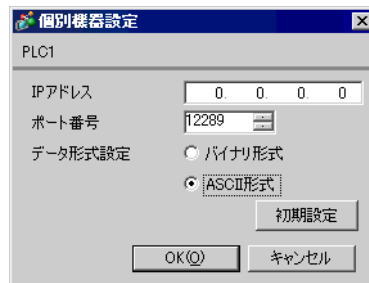 個別機器設定
PLC1
IPアドレス 0. 0. 0. 0
ポート番号 12289
データ形式設定 バイナリ形式
ASCII形式
初期設定
OK(O) キャンセル